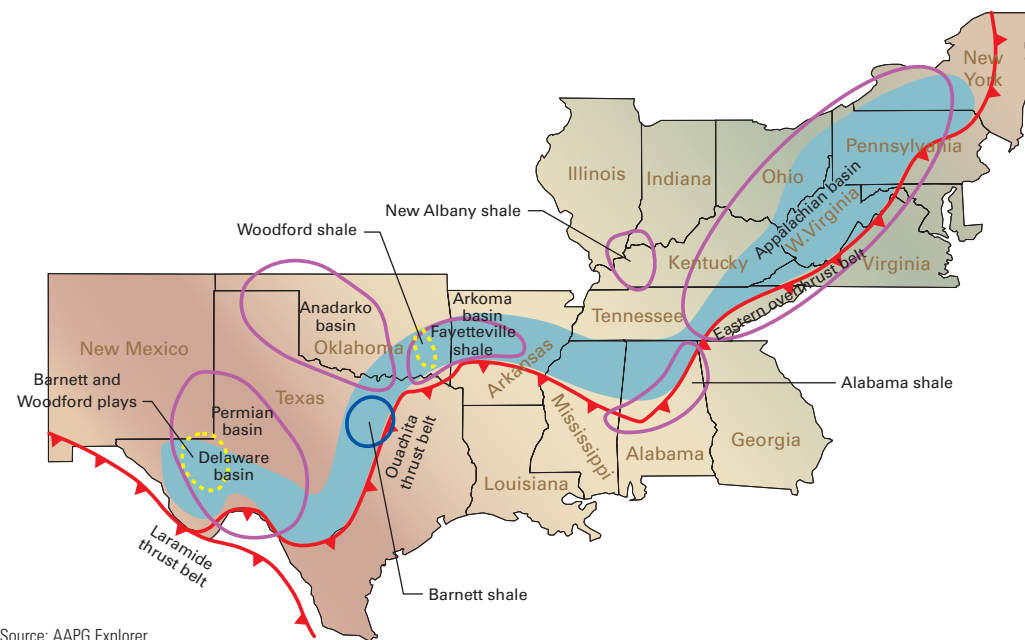 New
York
Pennsylvania
Illinois
Indiana
Ohio
Appalachian basin
W.Virginia
New Albany shale
Woodford shale
Kentucky
Virginia
Eastern overthrust belt
Anadarko
basin
Arkoma
basin
Fayetteville
shale
Tennessee
New Mexico
Oklahoma
Arkansas
Barnett and
Woodford plays
Texas
Alabama shale
Permian
basin
Ouachita
thrust belt
Mississippi
Alabama
Georgia
Delaware
basin
Louisiana
Laramide
thrust belt
Barnett shale
Source: AAPG Explorer